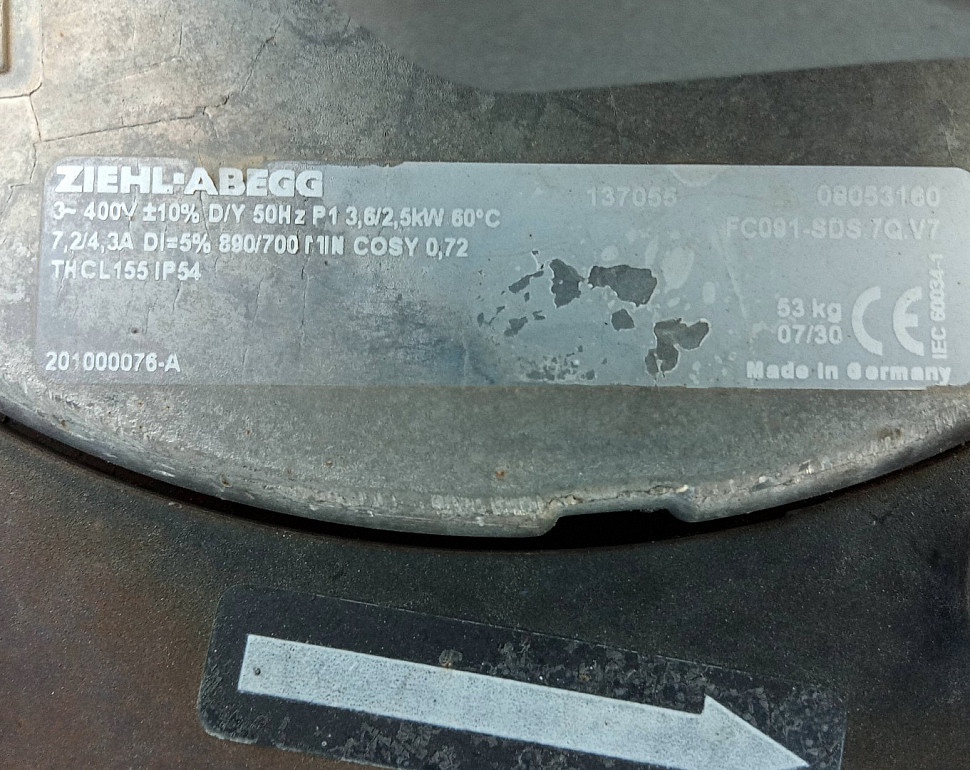 ZIEHL-ABEGG
137055
08053160
3~ 400V ±10% D/Y 50Hz P1 3,6/2,5kW 60°C
FC091-SDS.7Q.V7
7,2/4,3A DI=5% 890/700 MIN COSY 0,72
THCL155 IP54
53 kg
07/30
CE
IEC 60034-1
201000076-A
Made in Germany